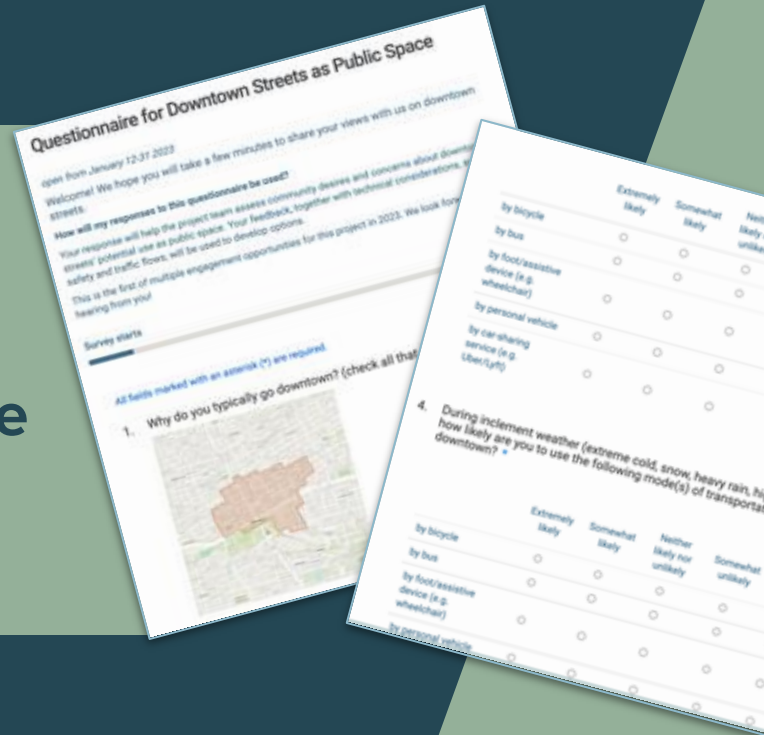 e
Questionnaire for Downtown Streets as Public Space
open from January 12-31 2023
Welcome! We hope you will take a few minutes to share your views with us on downtown
streets.
How will my responses to this questionnaire be used?
Your response will help the project team assess community desires and concerns about
streets' potential use as public space. Your feedback, together with technical considerations,
safety and traffic flows, will be used to develop options.
This is the first of multiple engagement opportunities for this project in 2023. We look
hearing from you!
Survey starts
All fields marked with an asterisk (*) are required.
1. Why do you typically go downtown? (check all that
Extremely
likely
Somewhat
likely
by bicycle
by bus
by foot/assistive
device (e.g.
wheelchair)
by personal vehicle
by car-sharing
service (e.g.
Uber/Lyft)
4. During inclement weather (extreme cold, snow, heavy rain,
how likely are you to use the following mode(s) of
downtown? *
Extremely
likely
Somewhat
likely
Neither
likely nor
unlikely
Somewhat
unlikely
by bicycle
by bus
by foot/assistive
device (e.g.
wheelchair)
by personal vehicle